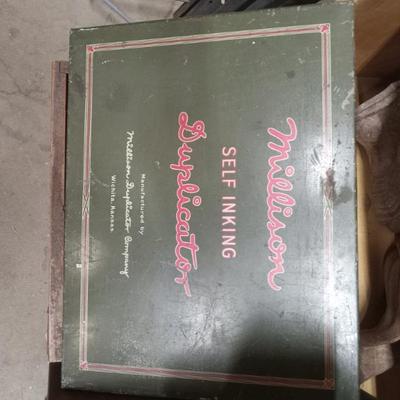 Millison
SELF INKING
Duplicator
Manufactured by
Millison Duplicator Company
Wichita, Kansas